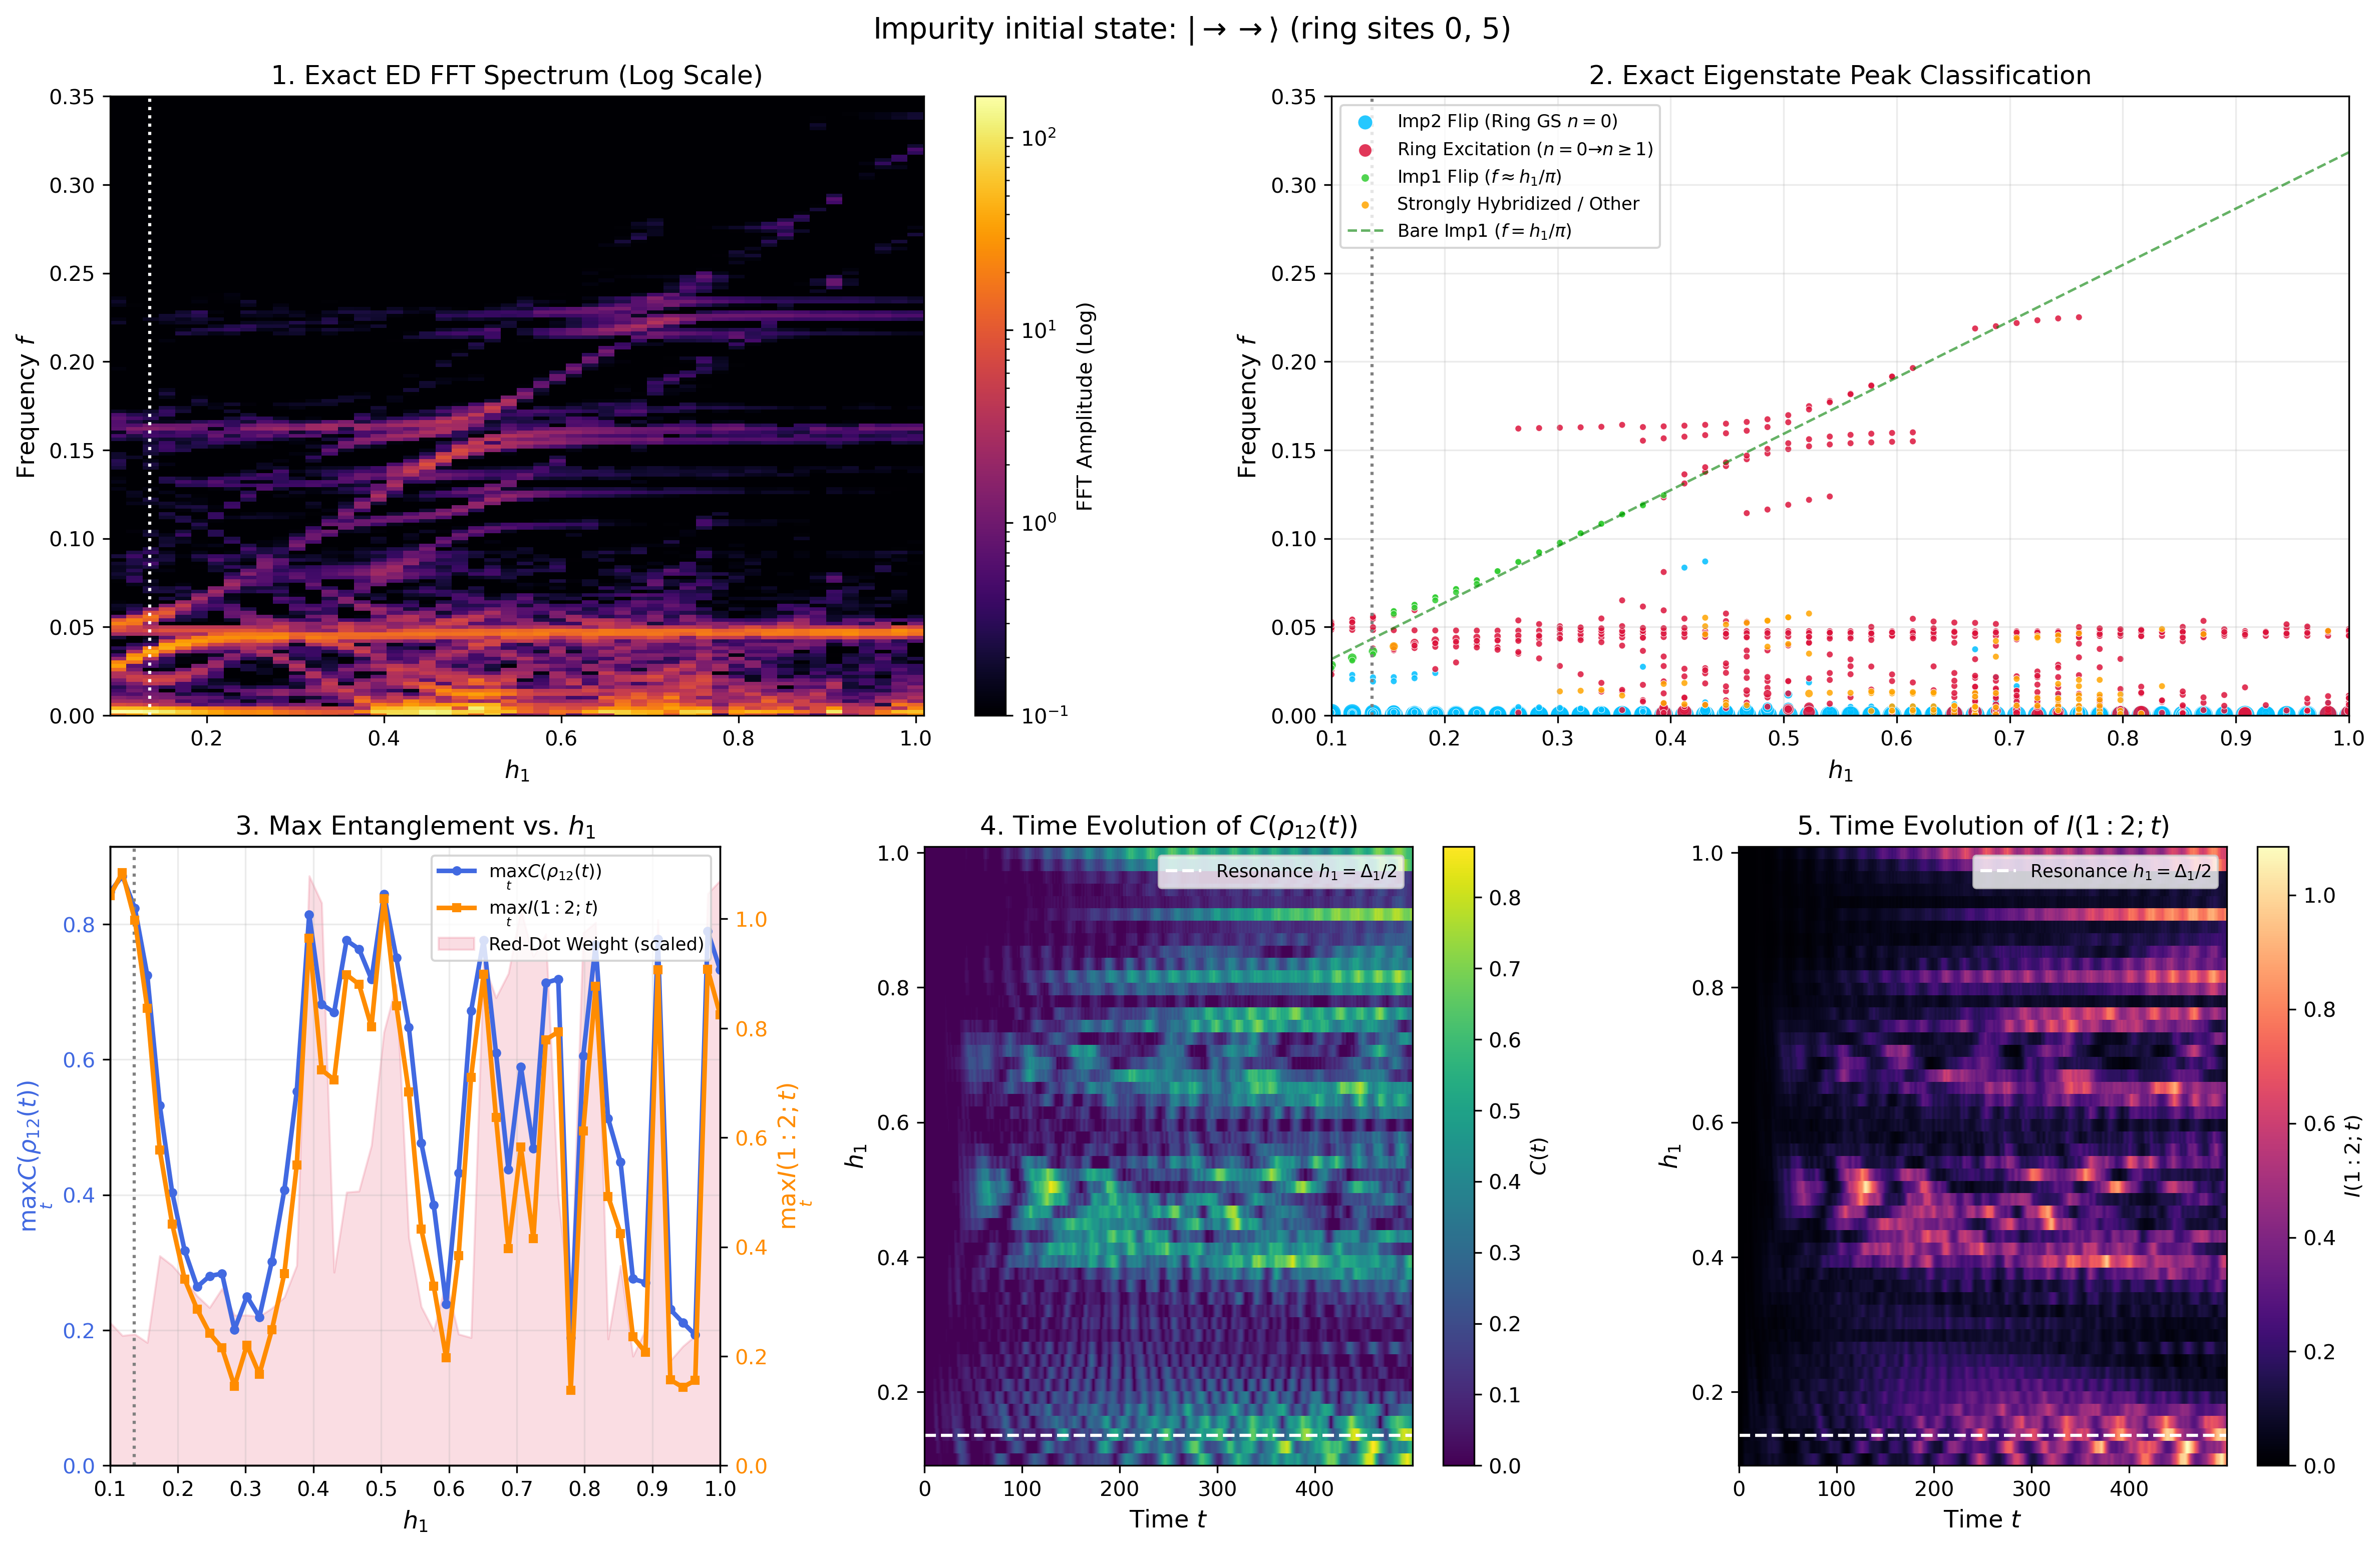 Impurity initial state: |→→⟩ (ring sites 0, 5)
1. Exact ED FFT Spectrum (Log Scale)
0.35
0.30
0.25
0.20
0.15
0.10
0.05
0.00
Frequency f
0.2
0.4
0.6
0.8
1.0
h₁
10²
10¹
10⁰
10⁻¹
FFT Amplitude (Log)
2. Exact Eigenstate Peak Classification
0.35
0.30
0.25
0.20
0.15
0.10
0.05
0.00
Frequency f
Imp2 Flip (Ring GS n = 0)
Ring Excitation (n = 0→n ≥ 1)
Imp1 Flip (f ≈ h₁/π)
Strongly Hybridized / Other
Bare Imp1 (f = h₁/π)
0.1
0.2
0.3
0.4
0.5
0.6
0.7
0.8
0.9
1.0
h₁
3. Max Entanglement vs. h₁
0.8
0.6
0.4
0.2
0.0
max C(ρ₁₂(t))
t
max C(ρ₁₂(t))
t
max I(1 : 2; t)
t
Red-Dot Weight (scaled)
1.0
0.8
0.6
0.4
0.2
0.0
max I(1 : 2; t)
t
0.1
0.2
0.3
0.4
0.5
0.6
0.7
0.8
0.9
1.0
h₁
4. Time Evolution of C(ρ₁₂(t))
1.0
0.8
0.6
0.4
0.2
h₁
Resonance h₁ = Δ₁/2
0
100
200
300
400
Time t
0.8
0.7
0.6
0.5
0.4
0.3
0.2
0.1
0.0
C(t)
5. Time Evolution of I(1 : 2; t)
1.0
0.8
0.6
0.4
0.2
h₁
Resonance h₁ = Δ₁/2
0
100
200
300
400
Time t
1.0
0.8
0.6
0.4
0.2
0.0
I(1 : 2; t)